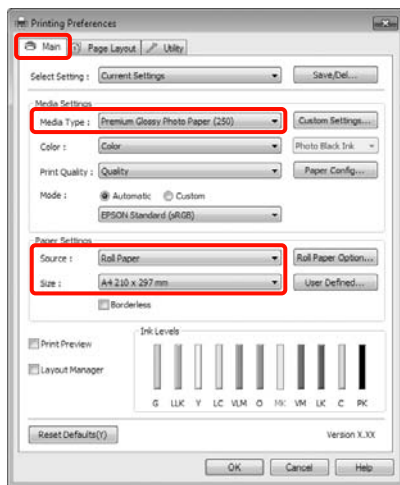 Printing Preferences
Main Page Layout Utility
Select Setting : Current Settings Save/Del...
Media Settings
Media Type : Premium Glossy Photo Paper (250) Custom Settings...
Color : Color Photo Black Ink
Print Quality : Quality Paper Config...
Mode : Automatic Custom
EPSON Standard (sRGB)
Paper Settings
Source : Roll Paper Roll Paper Option...
Size : A4 210 x 297 mm User Defined...
Borderless
Ink Levels
Print Preview
Layout Manager
G LLK Y LC VLM O MK VM LK C PK
Reset Defaults(Y) Version X.XX
OK Cancel Help